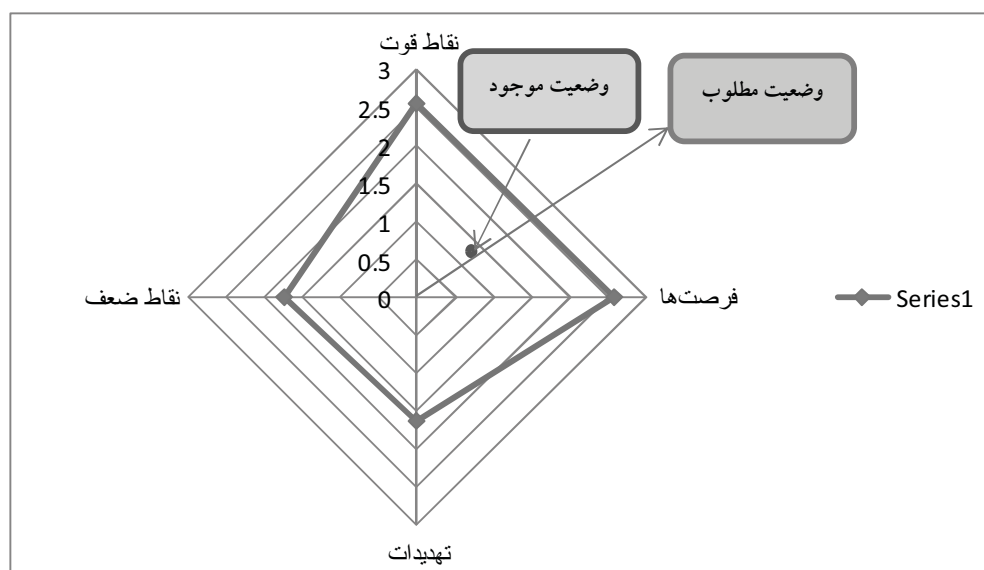 نقاط قوت
وضعیت موجود
وضعیت مطلوب
3
2.5
2
1.5
1
0.5
0
نقاط ضعف
فرصت‌ها
Series1
تهدیدات